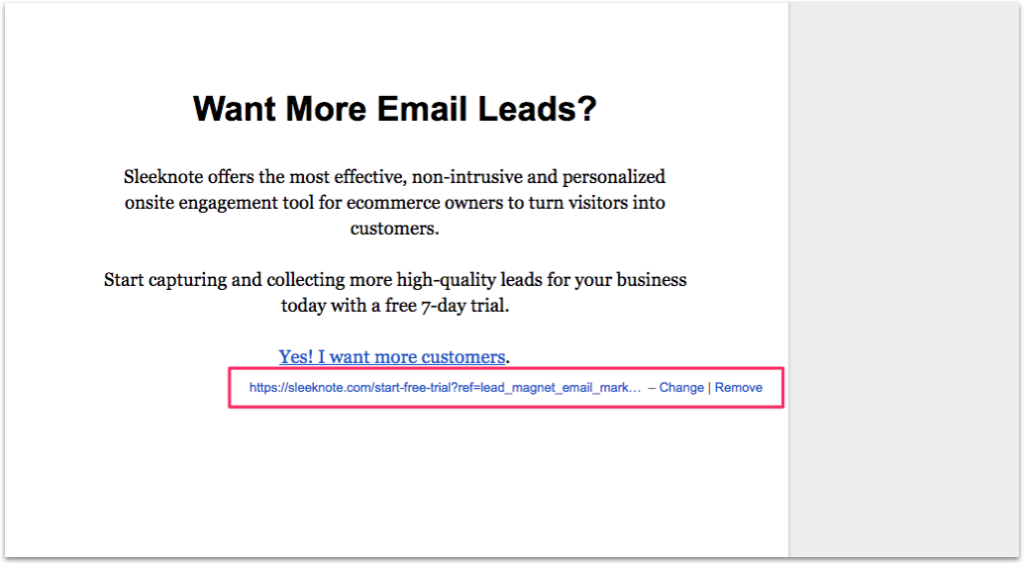 Want More Email Leads?
Sleeknote offers the most effective, non-intrusive and personalized
onsite engagement tool for ecommerce owners to turn visitors into
customers.
Start capturing and collecting more high-quality leads for your business
today with a free 7-day trial.
Yes! I want more customers.
https://sleeknote.com/start-free-trial?ref=lead_magnet_email_mark… – Change | Remove